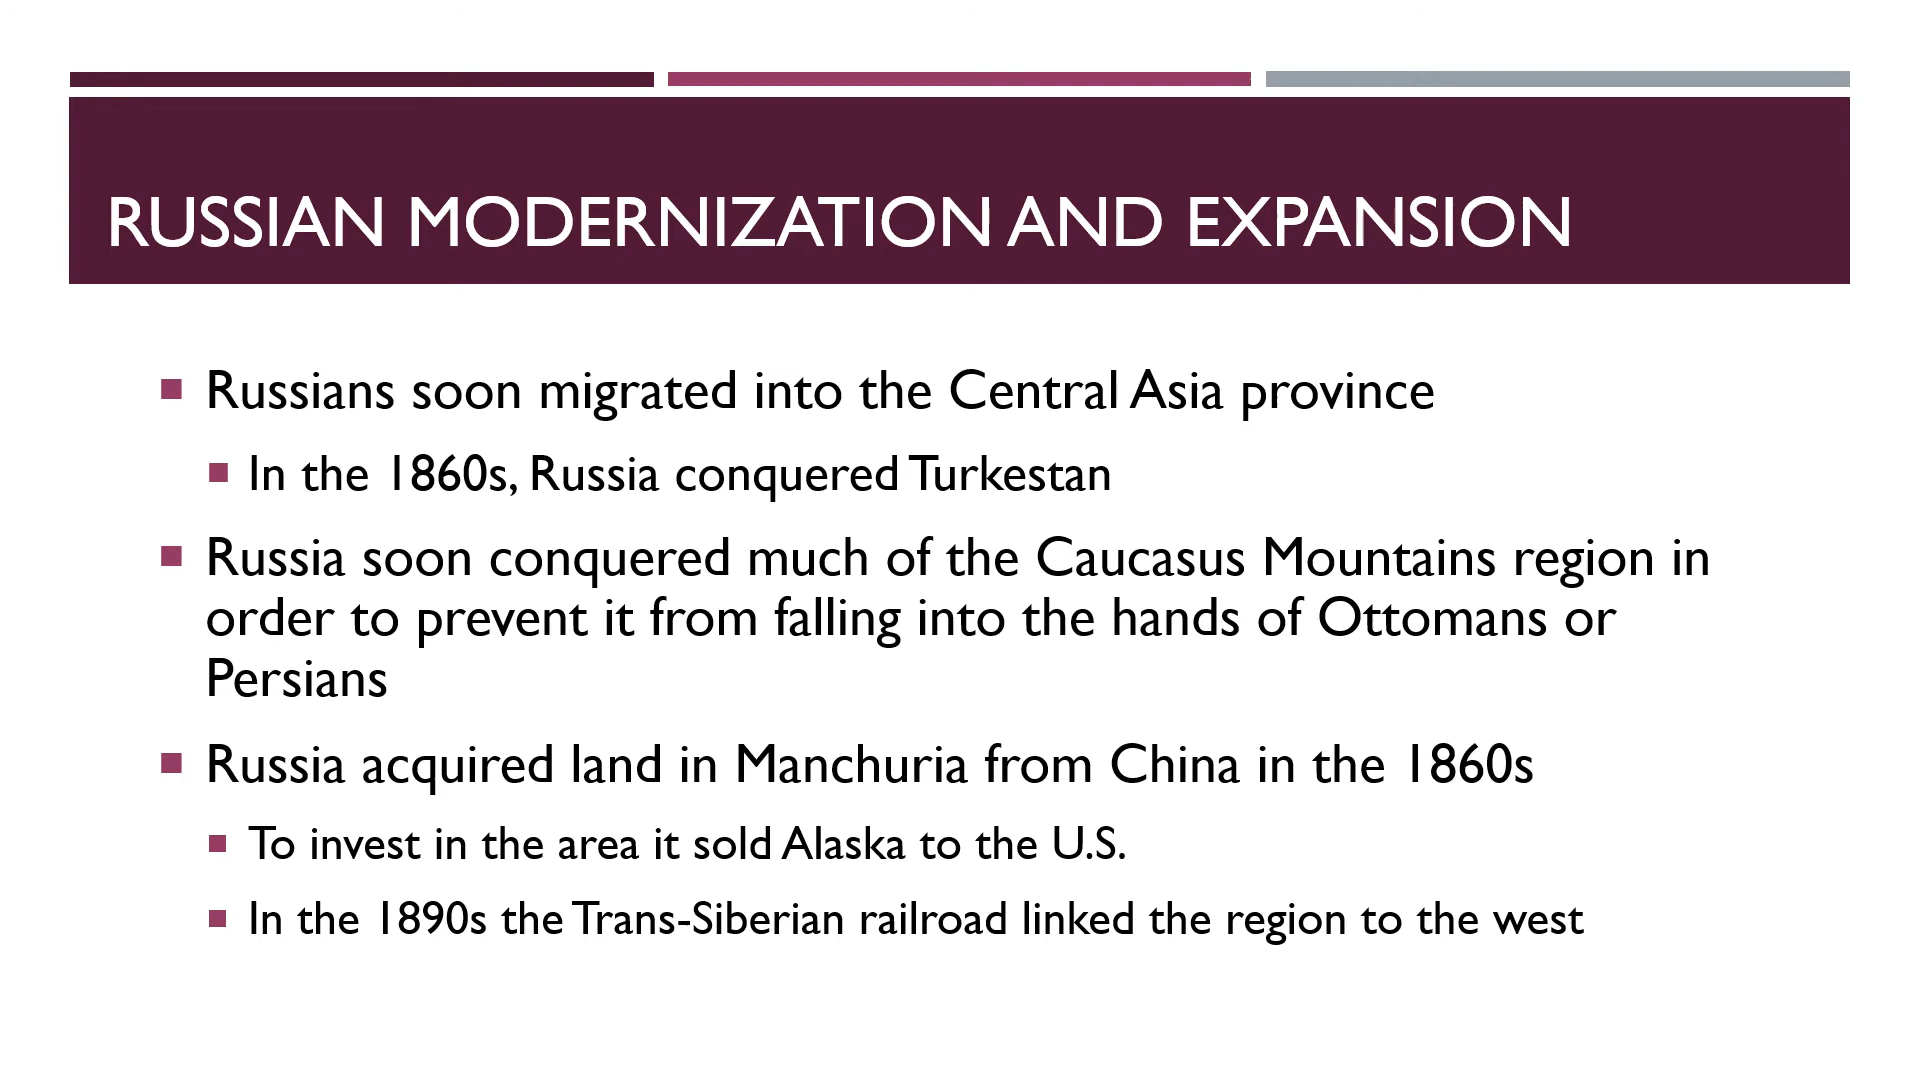 RUSSIAN MODERNIZATION AND EXPANSION
Russians soon migrated into the Central Asia province
In the 1860s, Russia conquered Turkestan
Russia soon conquered much of the Caucasus Mountains region in
order to prevent it from falling into the hands of Ottomans or
Persians
Russia acquired land in Manchuria from China in the 1860s
To invest in the area it sold Alaska to the U.S.
In the 1890s the Trans-Siberian railroad linked the region to the west